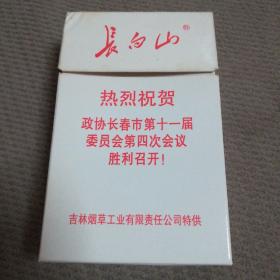 長白山®
热烈祝贺
政协长春市第十一届
委员会第四次会议
胜利召开！
吉林烟草工业有限责任公司特供